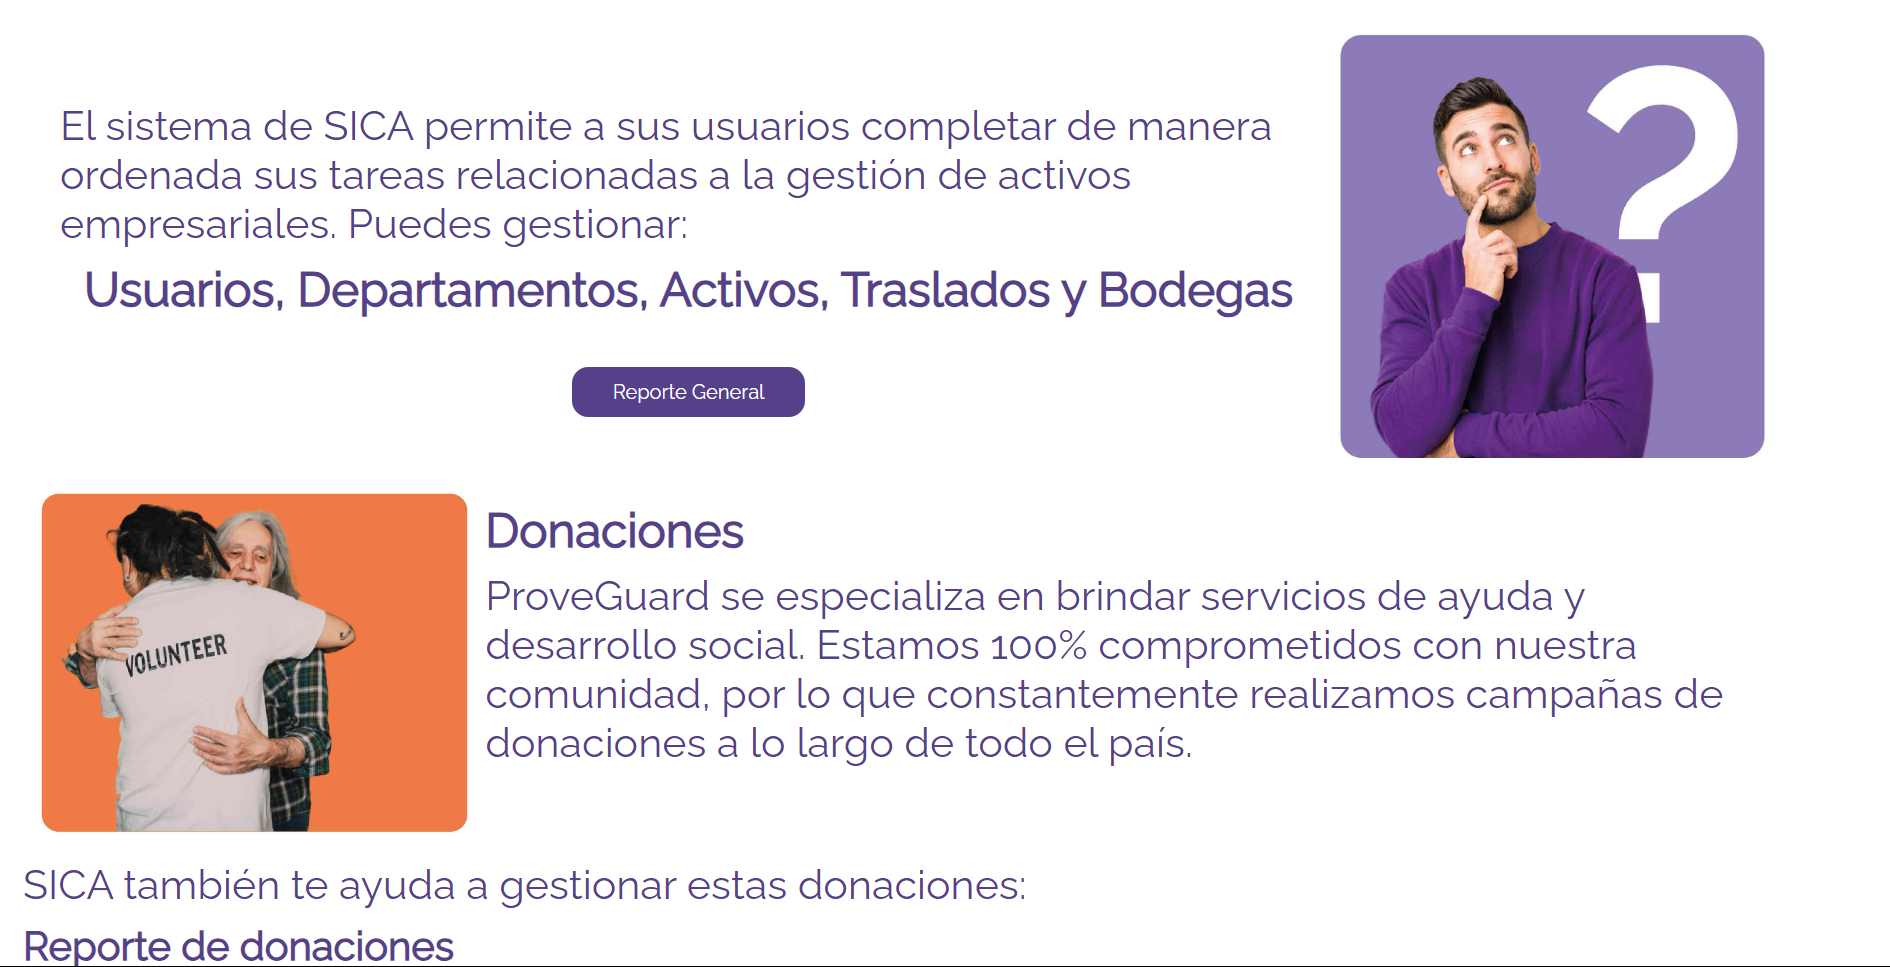 El sistema de SICA permite a sus usuarios completar de manera
ordenada sus tareas relacionadas a la gestión de activos
empresariales. Puedes gestionar:
Usuarios, Departamentos, Activos, Traslados y Bodegas
Reporte General
?
VOLUNTEER
Donaciones
ProveGuard se especializa en brindar servicios de ayuda y
desarrollo social. Estamos 100% comprometidos con nuestra
comunidad, por lo que constantemente realizamos campañas de
donaciones a lo largo de todo el país.
SICA también te ayuda a gestionar estas donaciones:
Reporte de donaciones